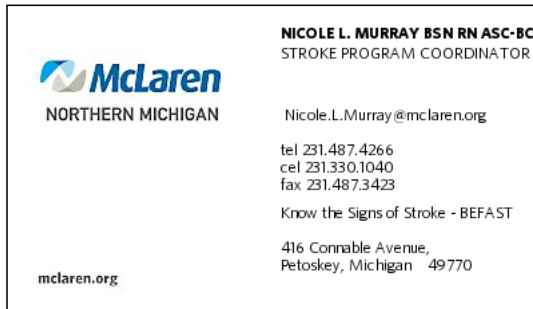 NICOLE L. MURRAY BSN RN ASC-BC
STROKE PROGRAM COORDINATOR
McLaren
NORTHERN MICHIGAN
Nicole.L.Murray@mclaren.org
tel 231.487.4266
cel 231.330.1040
fax 231.487.3423
Know the Signs of Stroke - BEFAST
416 Connable Avenue,
Petoskey, Michigan 49770
mclaren.org